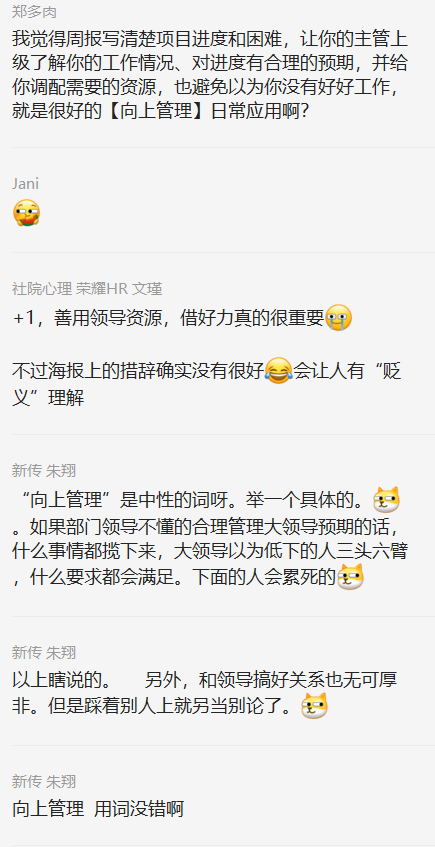 郑多肉
我觉得周报写清楚项目进度和困难，让你的主管上
级了解你的工作情况、对进度有合理的预期，并给
你调配需要的资源，也避免以为你没有好好工作，
就是很好的【向上管理】日常应用啊？
Jani
社院心理 荣耀HR 文瑾
+1，善用领导资源，借好力真的很重要
不过海报上的措辞确实没有很好会让人有“贬
义”理解
新传 朱翔
“向上管理”是中性的词呀。举一个具体的。
。如果部门领导不懂的合理管理大领导预期的话，
什么事情都揽下来，大领导以为低下的人三头六臂
，什么要求都会满足。下面的人会累死的
新传 朱翔
以上瞎说的。 另外，和领导搞好关系也无可厚
非。但是踩着别人上就另当别论了。
新传 朱翔
向上管理 用词没错啊